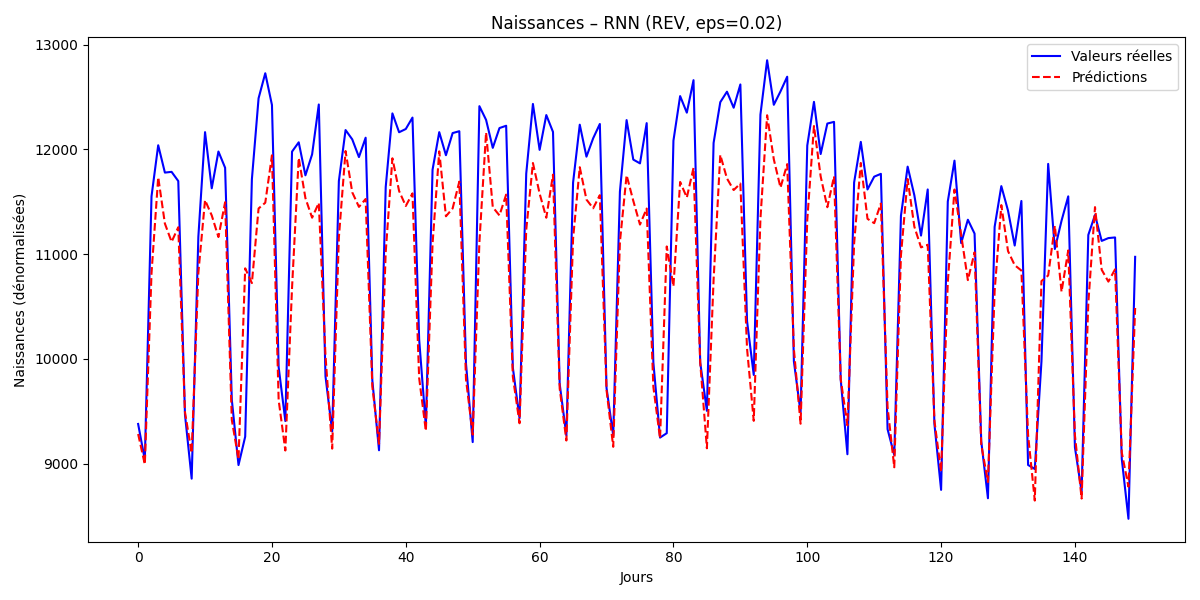 Naissances – RNN (REV, eps=0.02)
Valeurs réelles
Prédictions
Naissances (dénormalisées)
13000
12000
11000
10000
9000
0 20 40 60 80 100 120 140
Jours